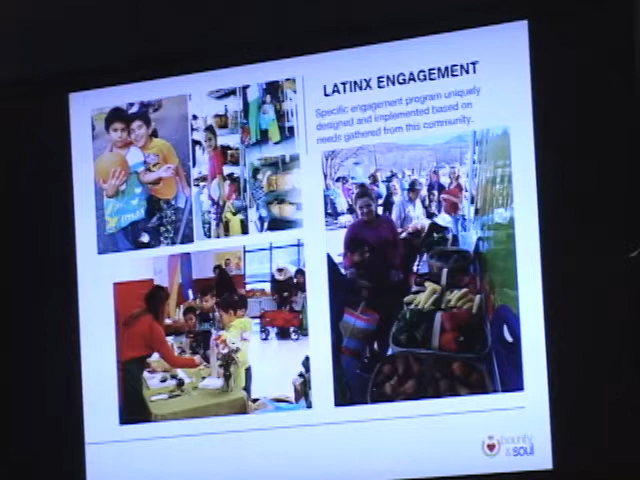 LATINX ENGAGEMENT
Specific engagement program uniquely
designed and implemented based on
needs gathered from this community.
bounty
& soul